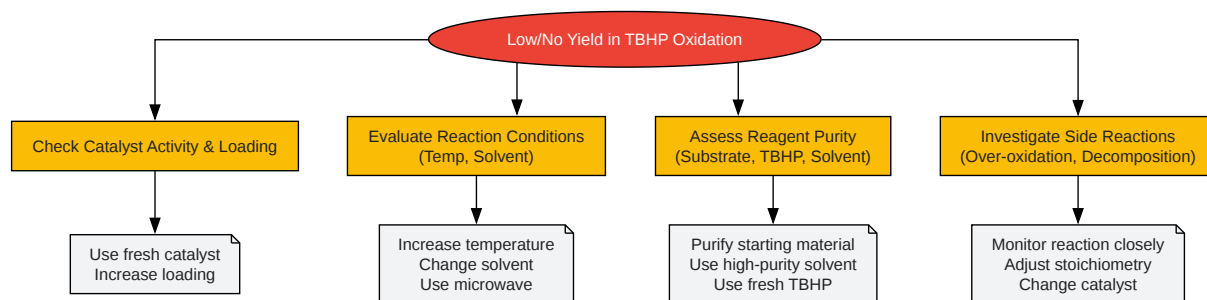 Low/No Yield in TBHP Oxidation
Check Catalyst Activity & Loading
Evaluate Reaction Conditions
(Temp, Solvent)
Assess Reagent Purity
(Substrate, TBHP, Solvent)
Investigate Side Reactions
(Over-oxidation, Decomposition)
Use fresh catalyst
Increase loading
Increase temperature
Change solvent
Use microwave
Purify starting material
Use high-purity solvent
Use fresh TBHP
Monitor reaction closely
Adjust stoichiometry
Change catalyst